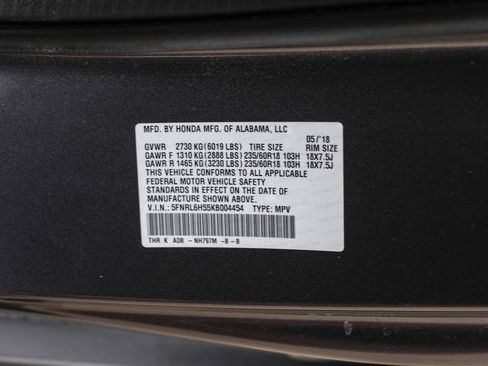 MFD. BY HONDA MFG. OF ALABAMA, LLC
05/'18
GVWR 2730 KG(6019 LBS) TIRE SIZE RIM SIZE
GAWR F 1310 KG(2888 LBS) 235/60R18 103H 18X7.5J
GAWR R 1465 KG(3230 LBS) 235/60R18 103H 18X7.5J
THIS VEHICLE CONFORMS TO ALL APPLICABLE
FEDERAL MOTOR VEHICLE SAFETY
STANDARDS IN EFFECT ON THE DATE OF
MANUFACTURE SHOWN ABOVE.
V.I.N.: 5FNRL6H55KB004454 TYPE: MPV
THR K A08 -NH797M -B -B